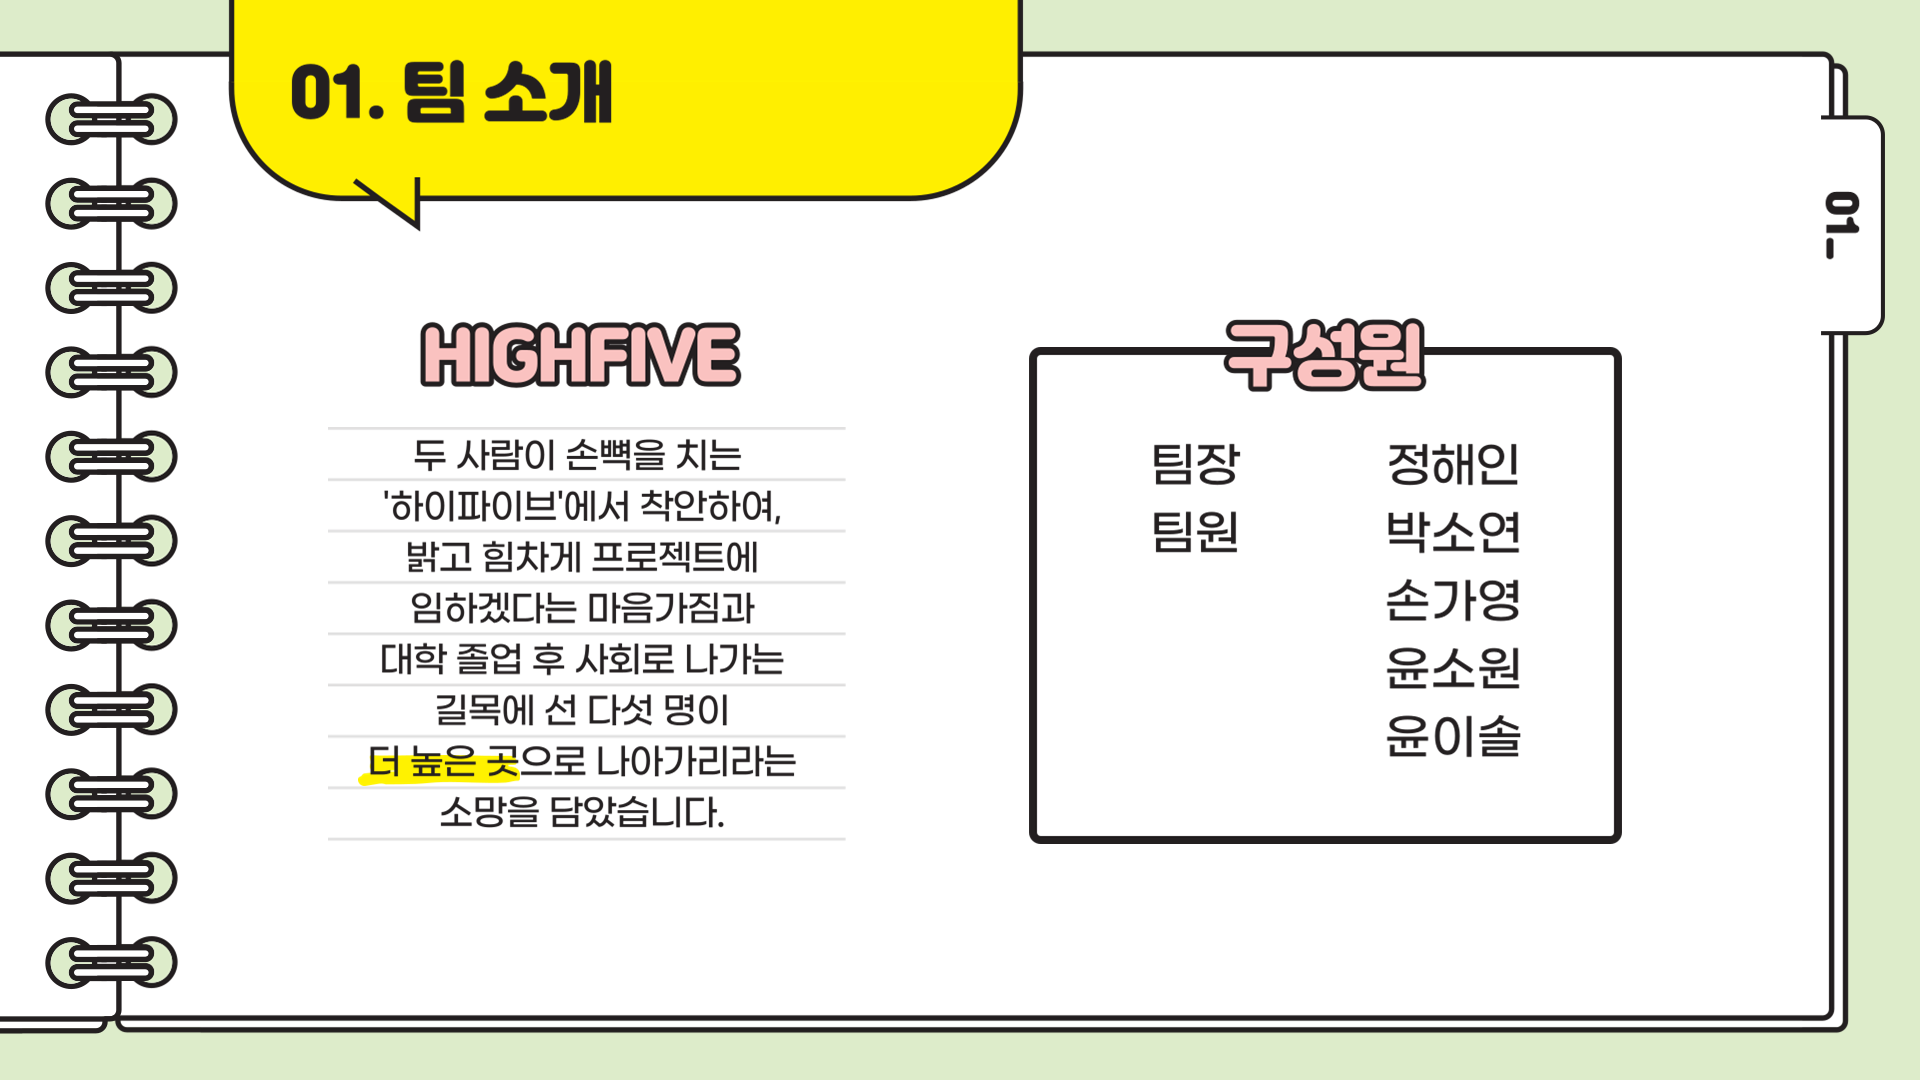 01. 팀 소개
01_
HIGHFIVE
두 사람이 손뼉을 치는
'하이파이브'에서 착안하여,
밝고 힘차게 프로젝트에
임하겠다는 마음가짐과
대학 졸업 후 사회로 나가는
길목에 선 다섯 명이
더 높은 곳으로 나아가리라는
소망을 담았습니다.
구성원
팀장 정해인
팀원 박소연
손가영
윤소원
윤이솔